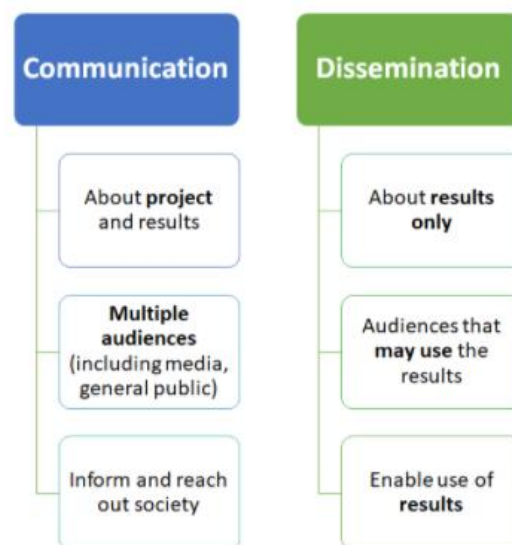 Communication
About project
and results
Multiple
audiences
(including media,
general public)
Inform and reach
out society
Dissemination
About results
only
Audiences that
may use the
results
Enable use of
results